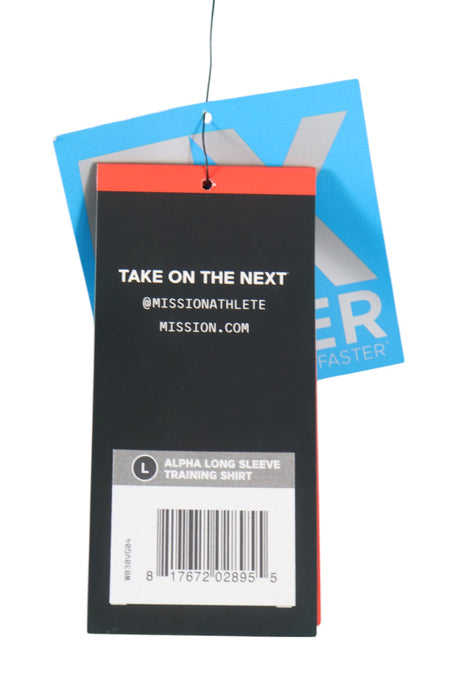 X
ER
FASTER
TAKE ON THE NEXT
@MISSIONATHLETE
MISSION.COM
L
ALPHA LONG SLEEVE
TRAINING SHIRT
W030VG04
8 17672 02895 5